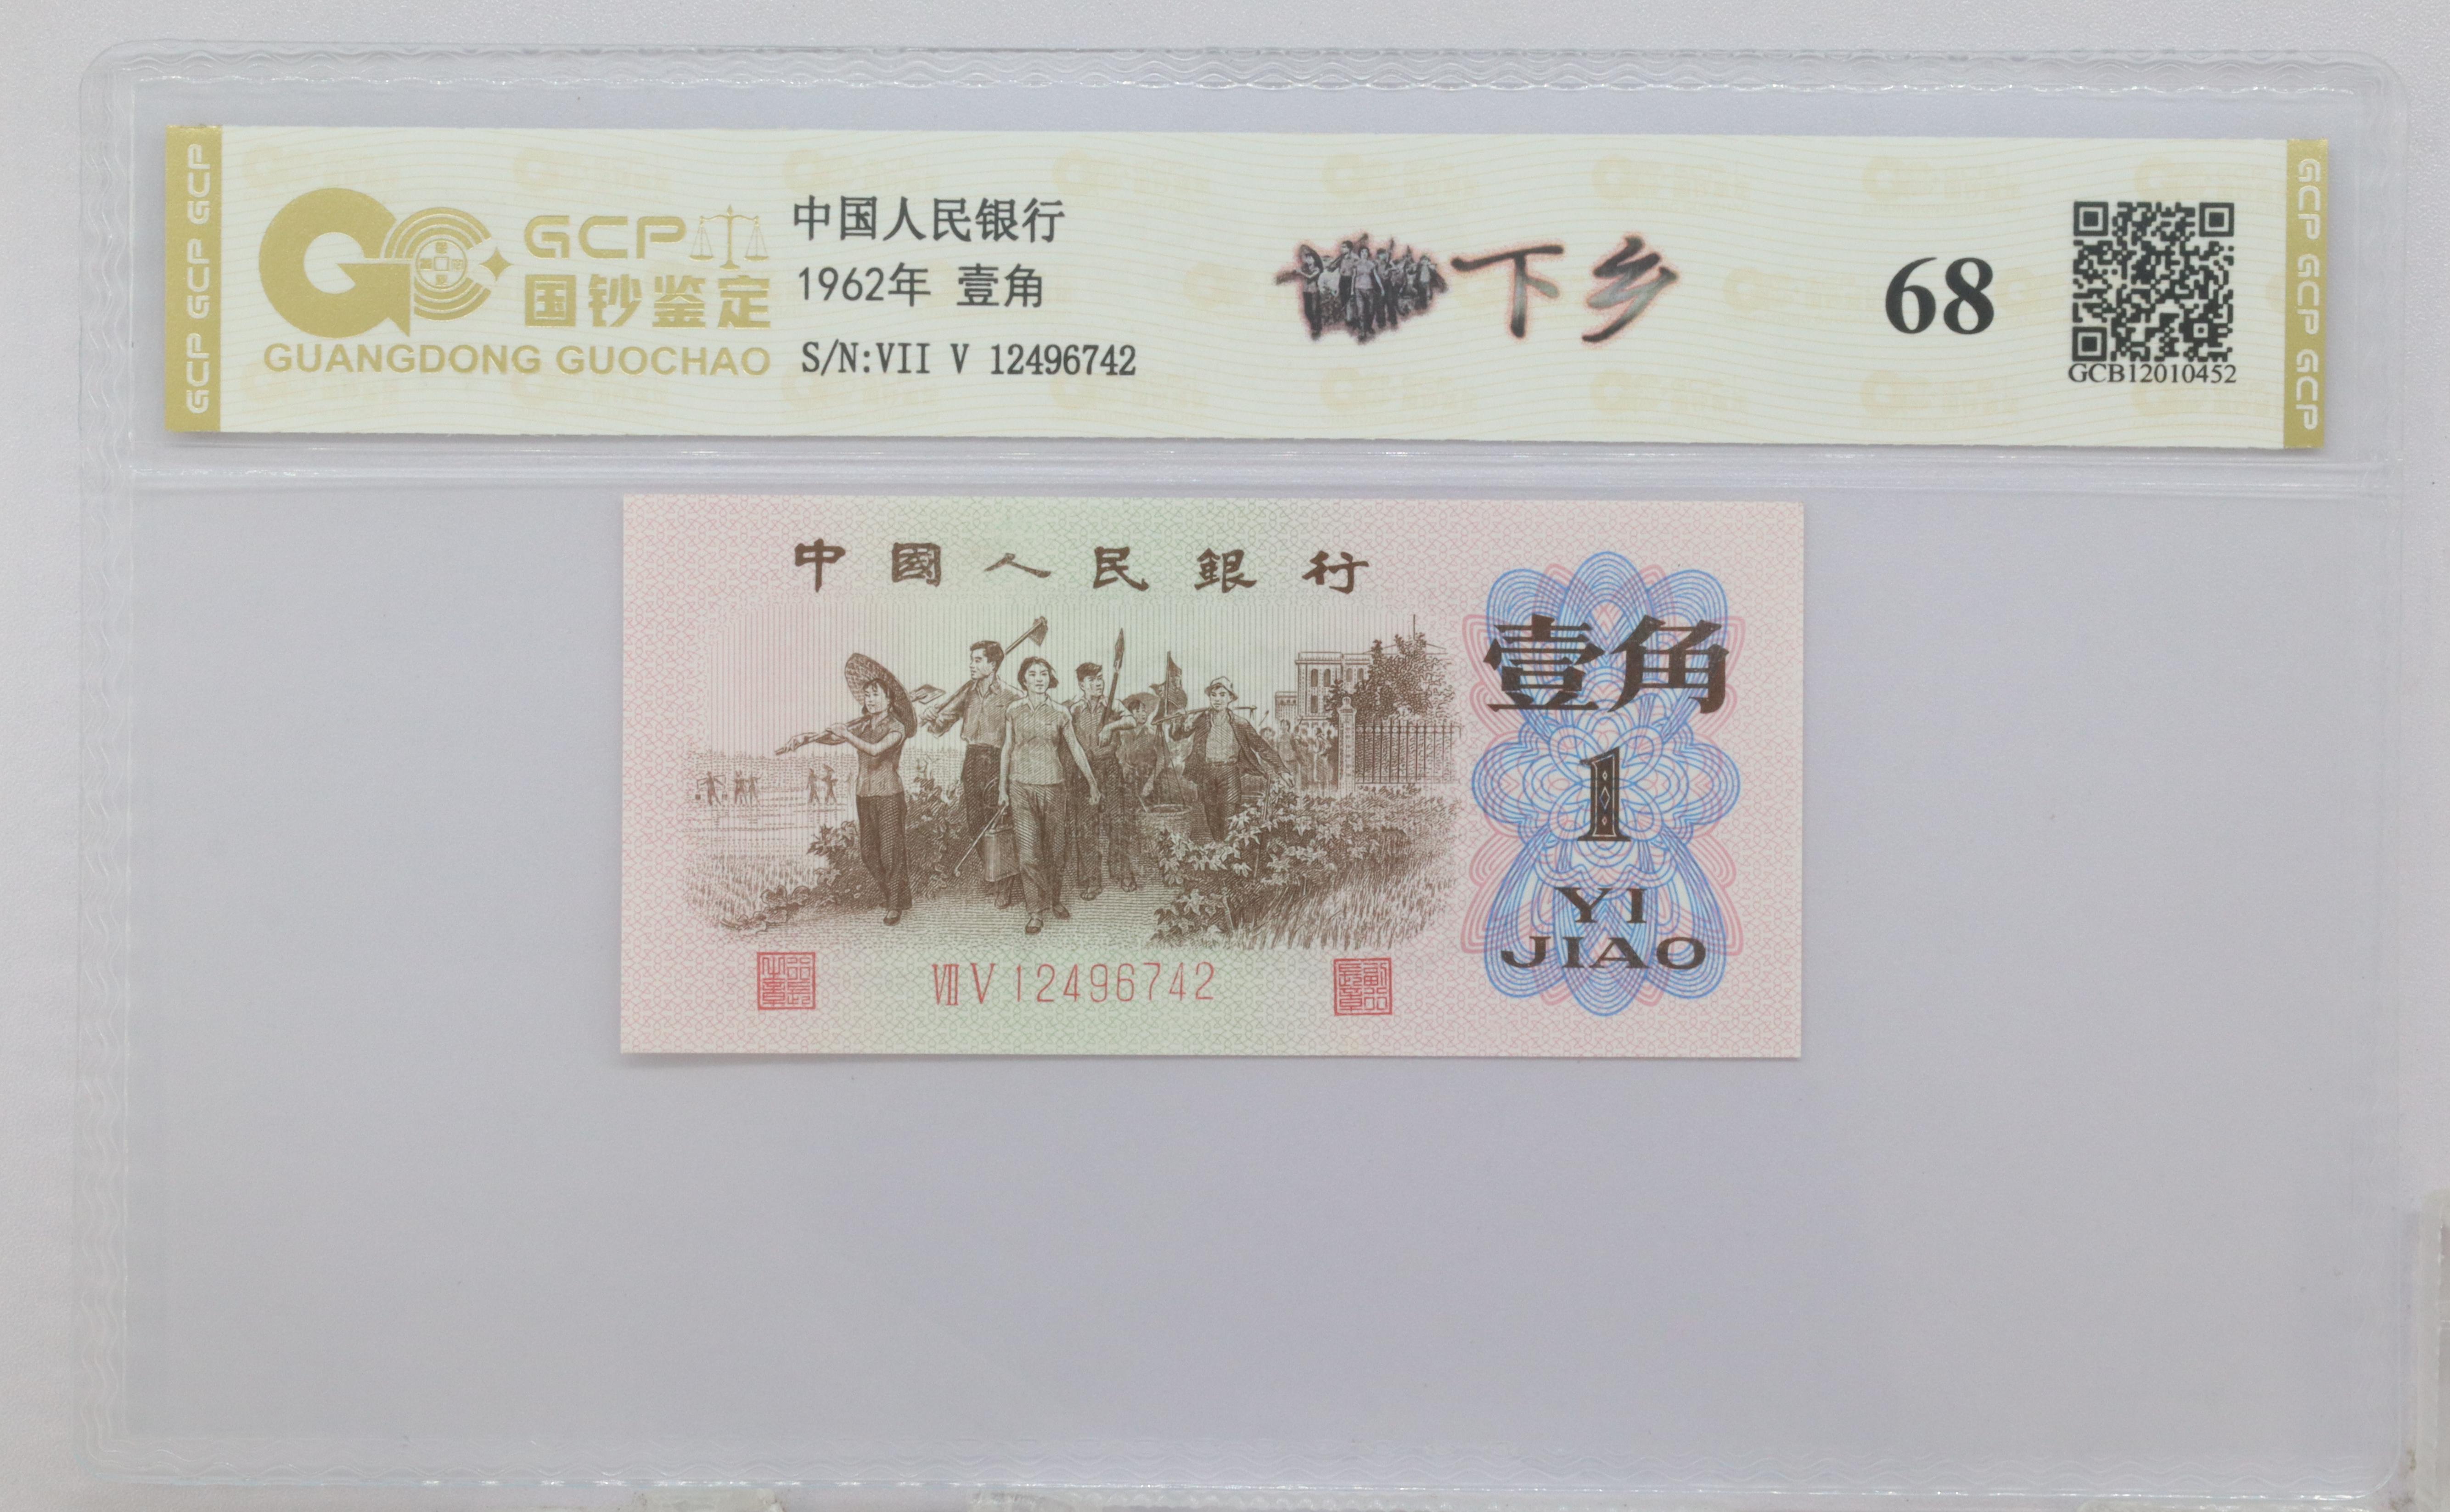 GCP GCP GCP
GCP
国钞鉴定
GUANGDONG GUOCHAO
中国人民银行
1962年 壹角
S/N:VII V 12496742
下乡
68
GCB12010452
GCP GCP GCP
中國人民銀行
壹角
1
YI
JIAO
VII V 12496742